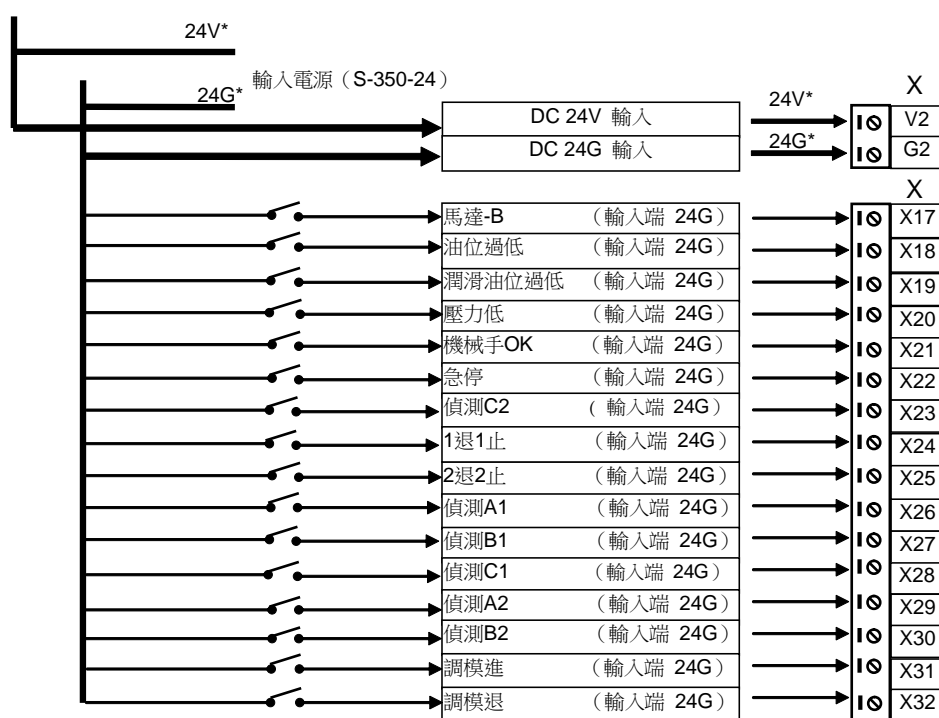 24V*
輸入電源（S-350-24）
24G*
X
DC 24V 輸入 24V* V2
DC 24G 輸入 24G* G2
X
馬達-B （輸入端 24G） X17
油位過低 （輸入端 24G） X18
潤滑油位過低 （輸入端 24G） X19
壓力低 （輸入端 24G） X20
機械手OK （輸入端 24G） X21
急停 （輸入端 24G） X22
偵測C2 （ 輸入端 24G） X23
1退1止 （輸入端 24G） X24
2退2止 （輸入端 24G） X25
偵測A1 （輸入端 24G） X26
偵測B1 （輸入端 24G） X27
偵測C1 （輸入端 24G） X28
偵測A2 （輸入端 24G） X29
偵測B2 （輸入端 24G） X30
調模進 （輸入端 24G） X31
調模退 （輸入端 24G） X32